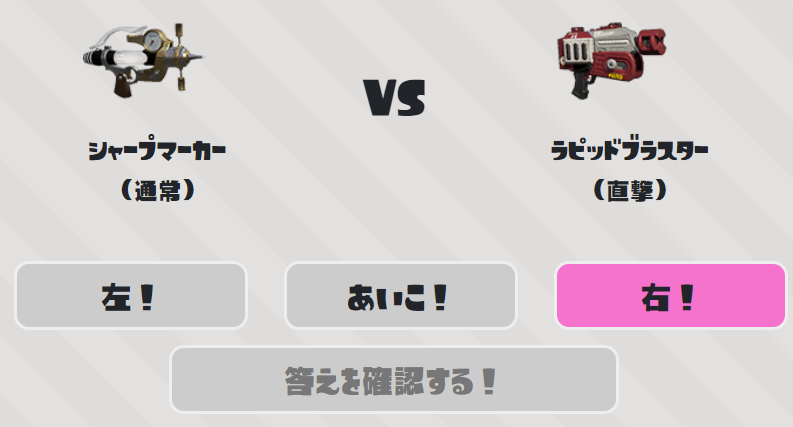 VS
シャープマーカー
(通常)
ラピッドブラスター
(直撃)
左！
あいこ！
右！
答えを確認する！